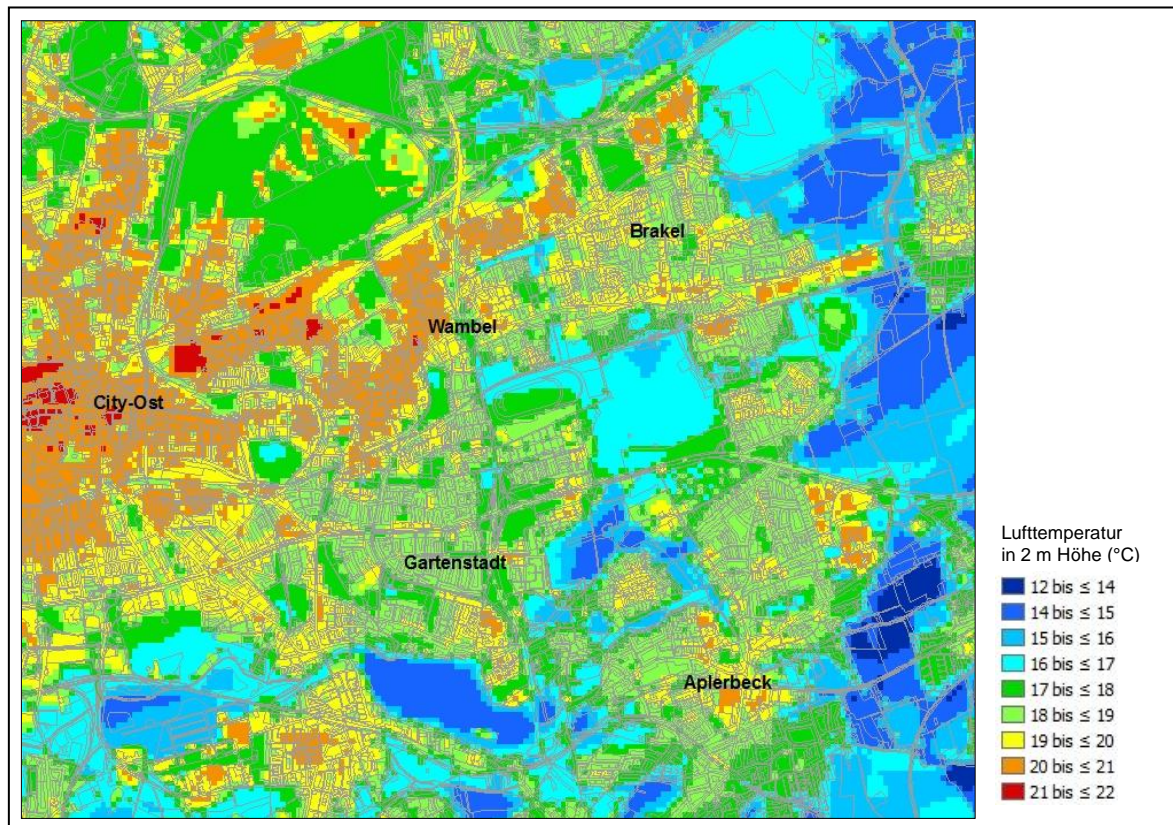 Brakel
Wambel
City-Ost
Gartenstadt
Aplerbeck
Lufttemperatur
in 2 m Höhe (°C)
12 bis ≤ 14
14 bis ≤ 15
15 bis ≤ 16
16 bis ≤ 17
17 bis ≤ 18
18 bis ≤ 19
19 bis ≤ 20
20 bis ≤ 21
21 bis ≤ 22